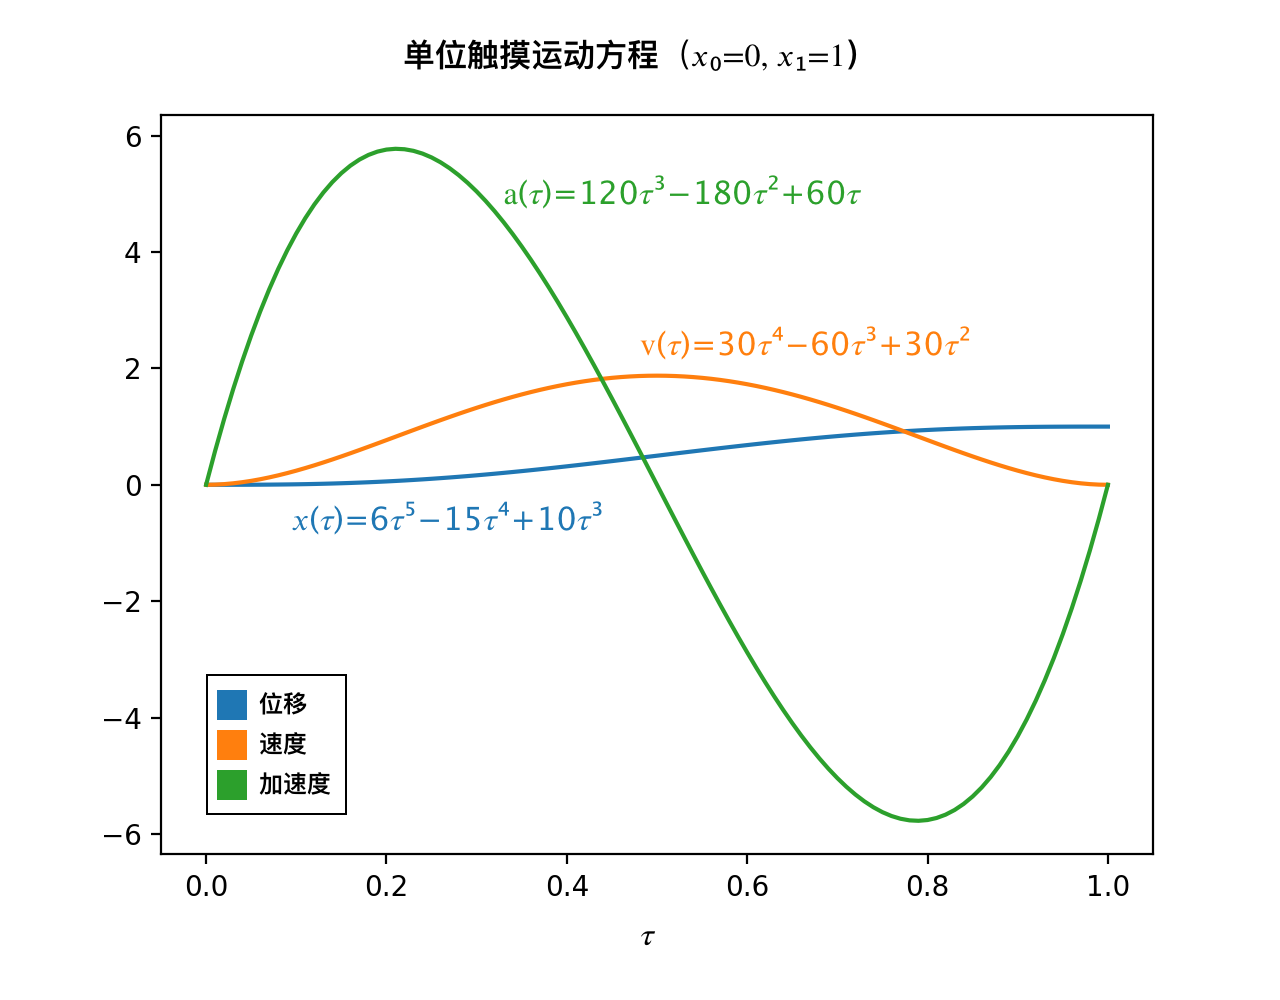 单位触摸运动方程（x₀=0, x₁=1）
6
4
2
0
−2
−4
−6
a(τ)=120τ³−180τ²+60τ
v(τ)=30τ⁴−60τ³+30τ²
x(τ)=6τ⁵−15τ⁴+10τ³
位移
速度
加速度
0.0 0.2 0.4 0.6 0.8 1.0
τ